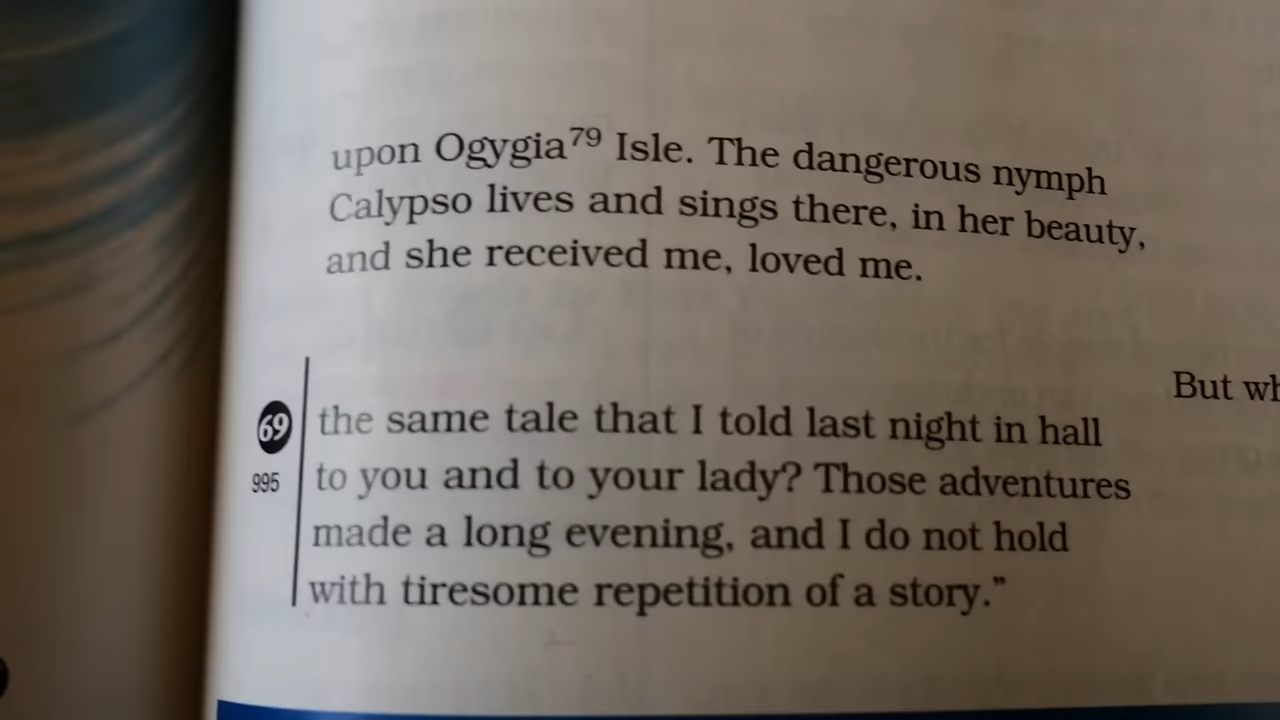 upon Ogygia79 Isle. The dangerous nymph
Calypso lives and sings there, in her beauty,
and she received me, loved me.
But
69 the same tale that I told last night in hall
995 to you and to your lady? Those adventures
made a long evening, and I do not hold
with tiresome repetition of a story.”